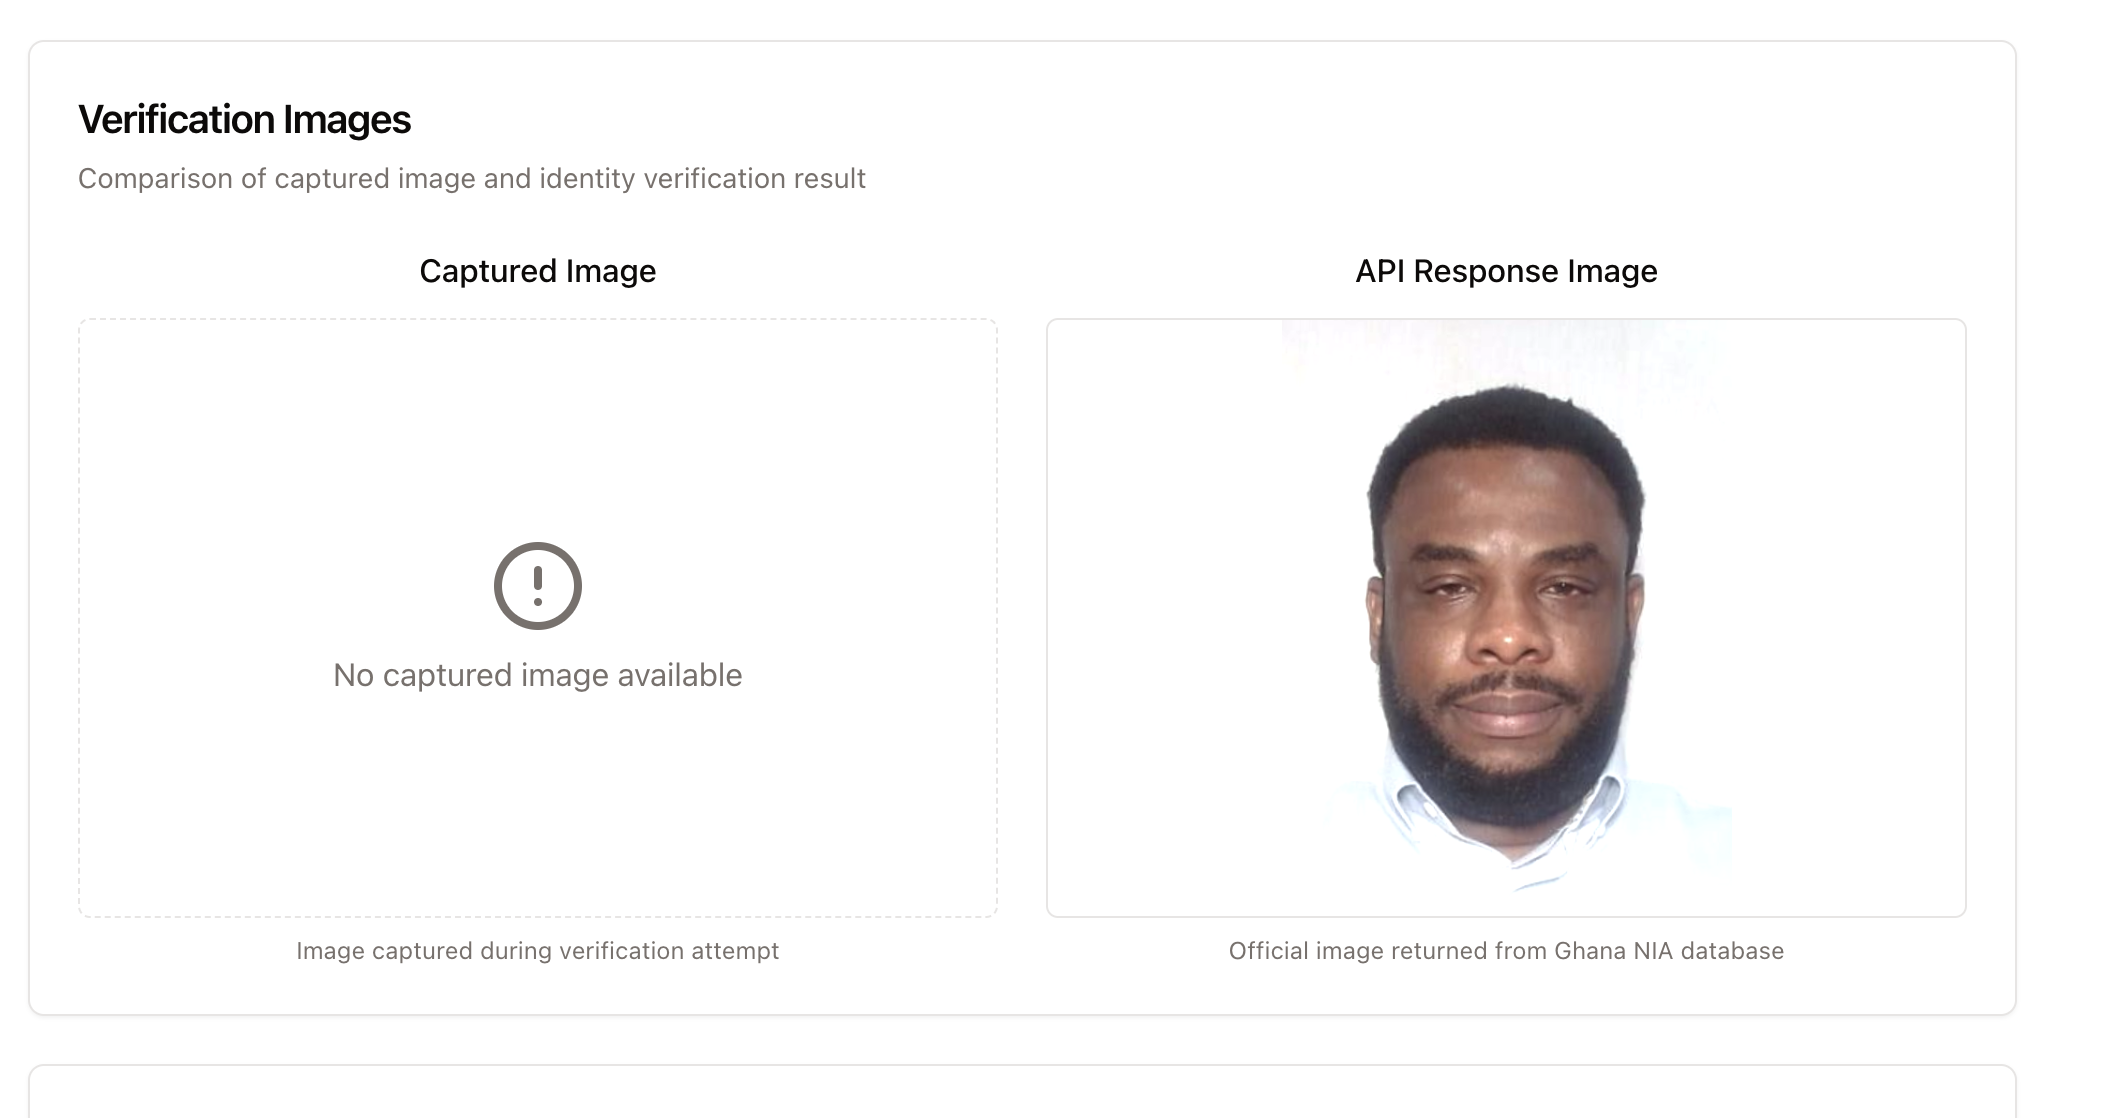 Verification Images
Comparison of captured image and identity verification result
Captured Image
API Response Image
No captured image available
Image captured during verification attempt
Official image returned from Ghana NIA database